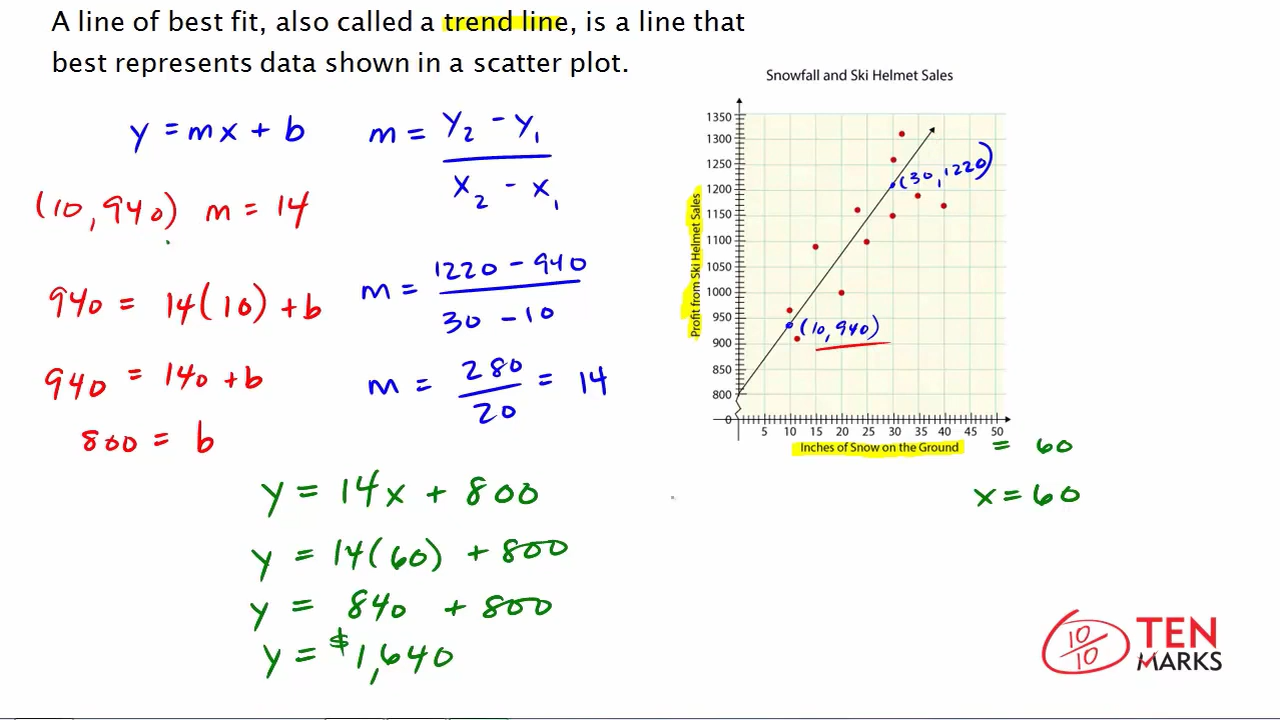 A line of best fit, also called a trend line, is a line that
best represents data shown in a scatter plot.
y = mx + b
m = (y₂ - y₁) / (x₂ - x₁)
(10, 940) m = 14
940 = 14(10) + b
940 = 140 + b
800 = b
m = (1220 - 940) / (30 - 10)
m = 280/20 = 14
Snowfall and Ski Helmet Sales
Profit from Ski Helmet Sales
1350
1300
1250
1200
1150
1100
1050
1000
950
900
850
800
0
(30, 1220)
(10, 940)
5 10 15 20 25 30 35 40 45 50
Inches of Snow on the Ground
= 60
x = 60
y = 14x + 800
y = 14(60) + 800
y = 840 + 800
y = $1,640
10/10
TEN
MARKS